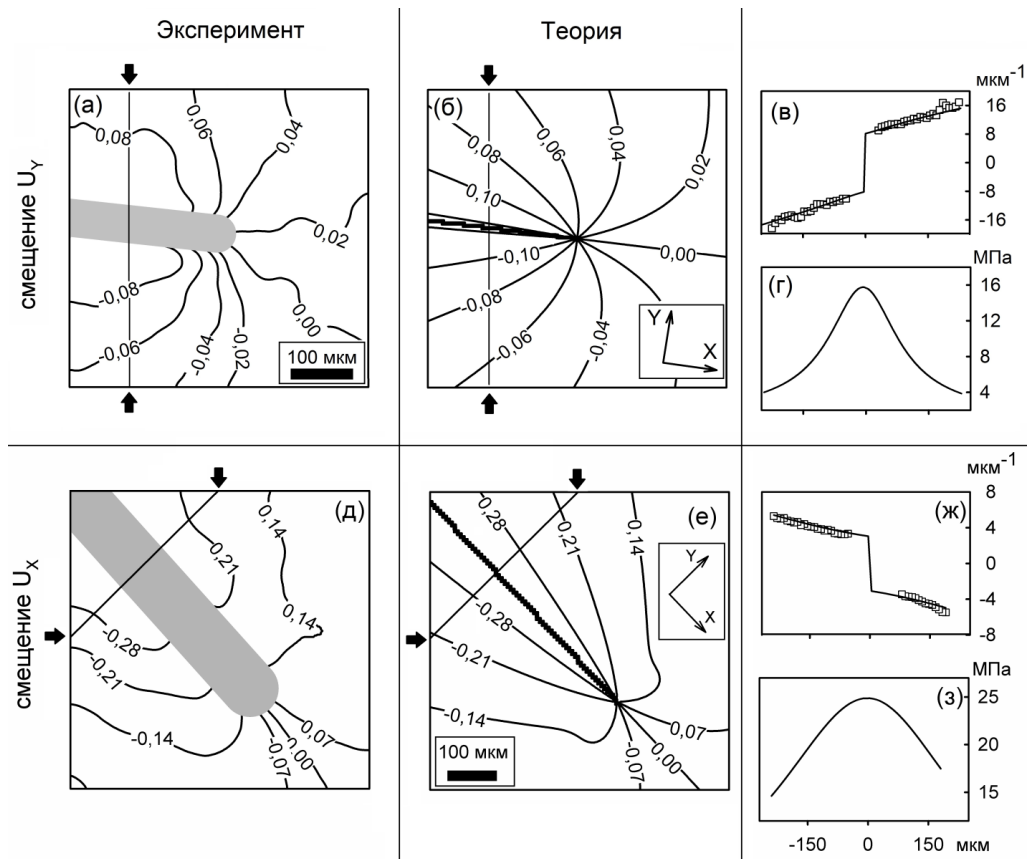 Эксперимент
Теория
смещение U_Y
(а)
0,08
0,06
0,04
0,02
0,00
-0,02
-0,04
-0,06
-0,08
100 мкм
(б)
0,08
0,06
0,04
0,02
0,10
0,00
-0,10
-0,08
-0,06
-0,04
Y
X
(в)
мкм⁻¹
16
8
0
-8
-16
(г)
МПа
16
12
8
4
смещение U_X
(д)
0,14
0,21
0,14
-0,28
-0,21
-0,14
0,07
0,00
-0,07
(е)
-0,28
0,21
0,14
-0,28
-0,21
-0,14
0,07
0,00
-0,07
Y
X
100 мкм
(ж)
мкм⁻¹
8
4
0
-4
-8
(з)
МПа
25
20
15
-150 0 150 мкм